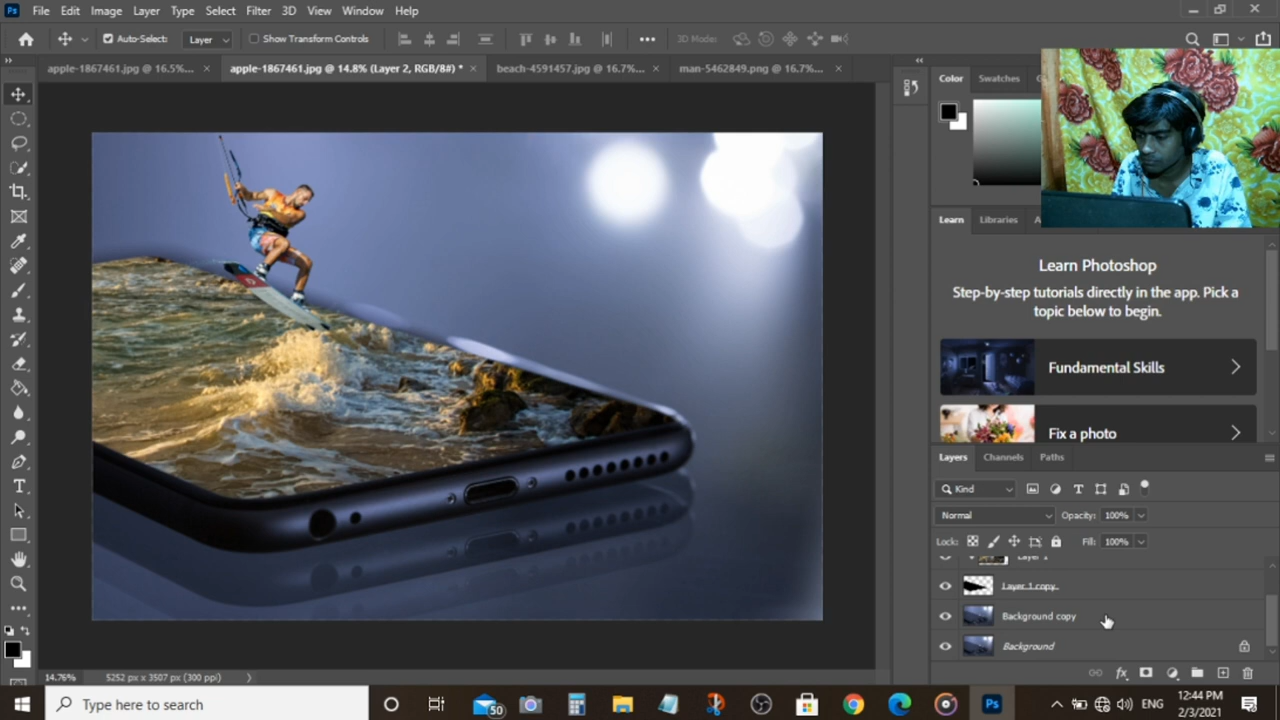 Ps File Edit Image Layer Type Select Filter 3D View Window Help
Auto-Select: Layer Show Transform Controls 3D Mode:
apple-1867461.jpg @ 16.5%... × apple-1867461.jpg @ 14.8% (Layer 2, RGB/8#) * × beach-4591457.jpg @ 16.7%... × man-5462849.png @ 16.7%... ×
Color Swatches
Learn Libraries
Learn Photoshop
Step-by-step tutorials directly in the app. Pick a
topic below to begin.
Fundamental Skills
Fix a photo
Layers Channels Paths
Kind
Normal Opacity: 100%
Lock: Fill: 100%
Layer 1
Layer 1 copy
Background copy
Background
14.76% 5252 px x 3507 px (300 ppi)
Type here to search
50
Ps
ENG
12:44 PM
2/3/2021